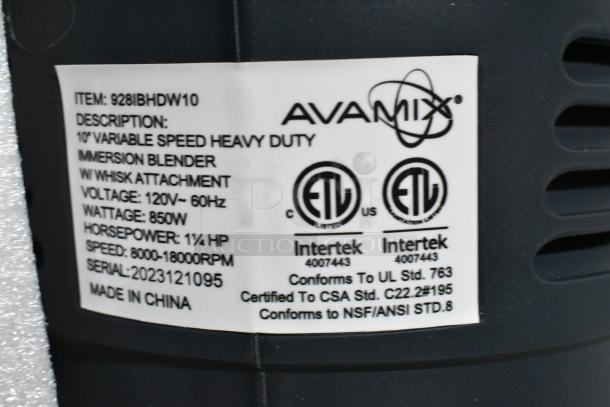 ITEM: 928IBHDW10
DESCRIPTION:
10" VARIABLE SPEED HEAVY DUTY
IMMERSION BLENDER
W/ WHISK ATTACHMENT
VOLTAGE: 120V~ 60Hz
WATTAGE: 850W
HORSEPOWER: 1¼ HP
SPEED: 8000-18000RPM
SERIAL:2023121095
MADE IN CHINA
AVAMIX®
C ETL US ETL
LISTED
Intertek Intertek
4007443 4007443
Conforms To UL Std. 763
Certified To CSA Std. C22.2#195
Conforms to NSF/ANSI STD.8